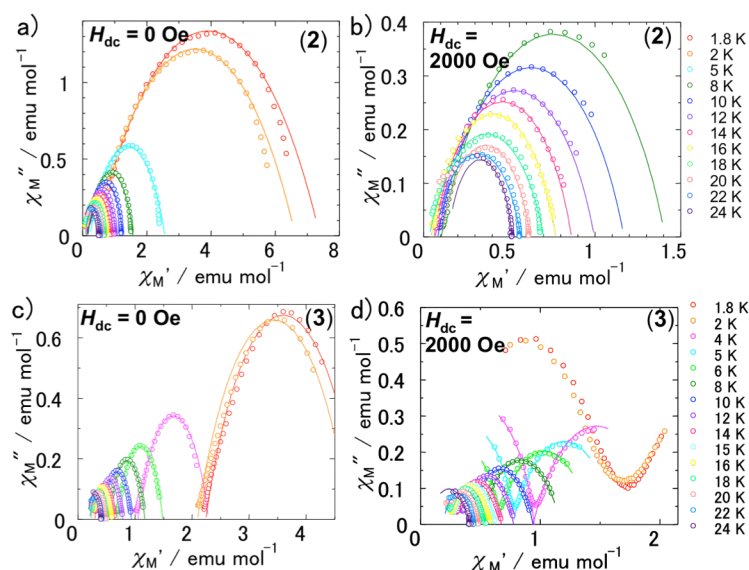 a)
H_dc = 0 Oe
(2)
χ_M″ / emu mol⁻¹
1
0.5
0
0
2
4
6
8
χ_M′ / emu mol⁻¹
b)
H_dc =
2000 Oe
(2)
χ_M″ / emu mol⁻¹
0.4
0.3
0.2
0.1
0
0
0.5
1
1.5
χ_M′ / emu mol⁻¹
1.8 K
2 K
5 K
8 K
10 K
12 K
14 K
16 K
18 K
20 K
22 K
24 K
c)
H_dc = 0 Oe
(3)
χ_M″ / emu mol⁻¹
0.6
0.4
0.2
0
0
1
2
3
4
χ_M′ / emu mol⁻¹
d)
H_dc =
2000 Oe
(3)
χ_M″ / emu mol⁻¹
0.6
0.5
0.4
0.3
0.2
0.1
0
0
1
2
χ_M′ / emu mol⁻¹
1.8 K
2 K
4 K
5 K
6 K
8 K
10 K
12 K
14 K
15 K
16 K
18 K
20 K
22 K
24 K